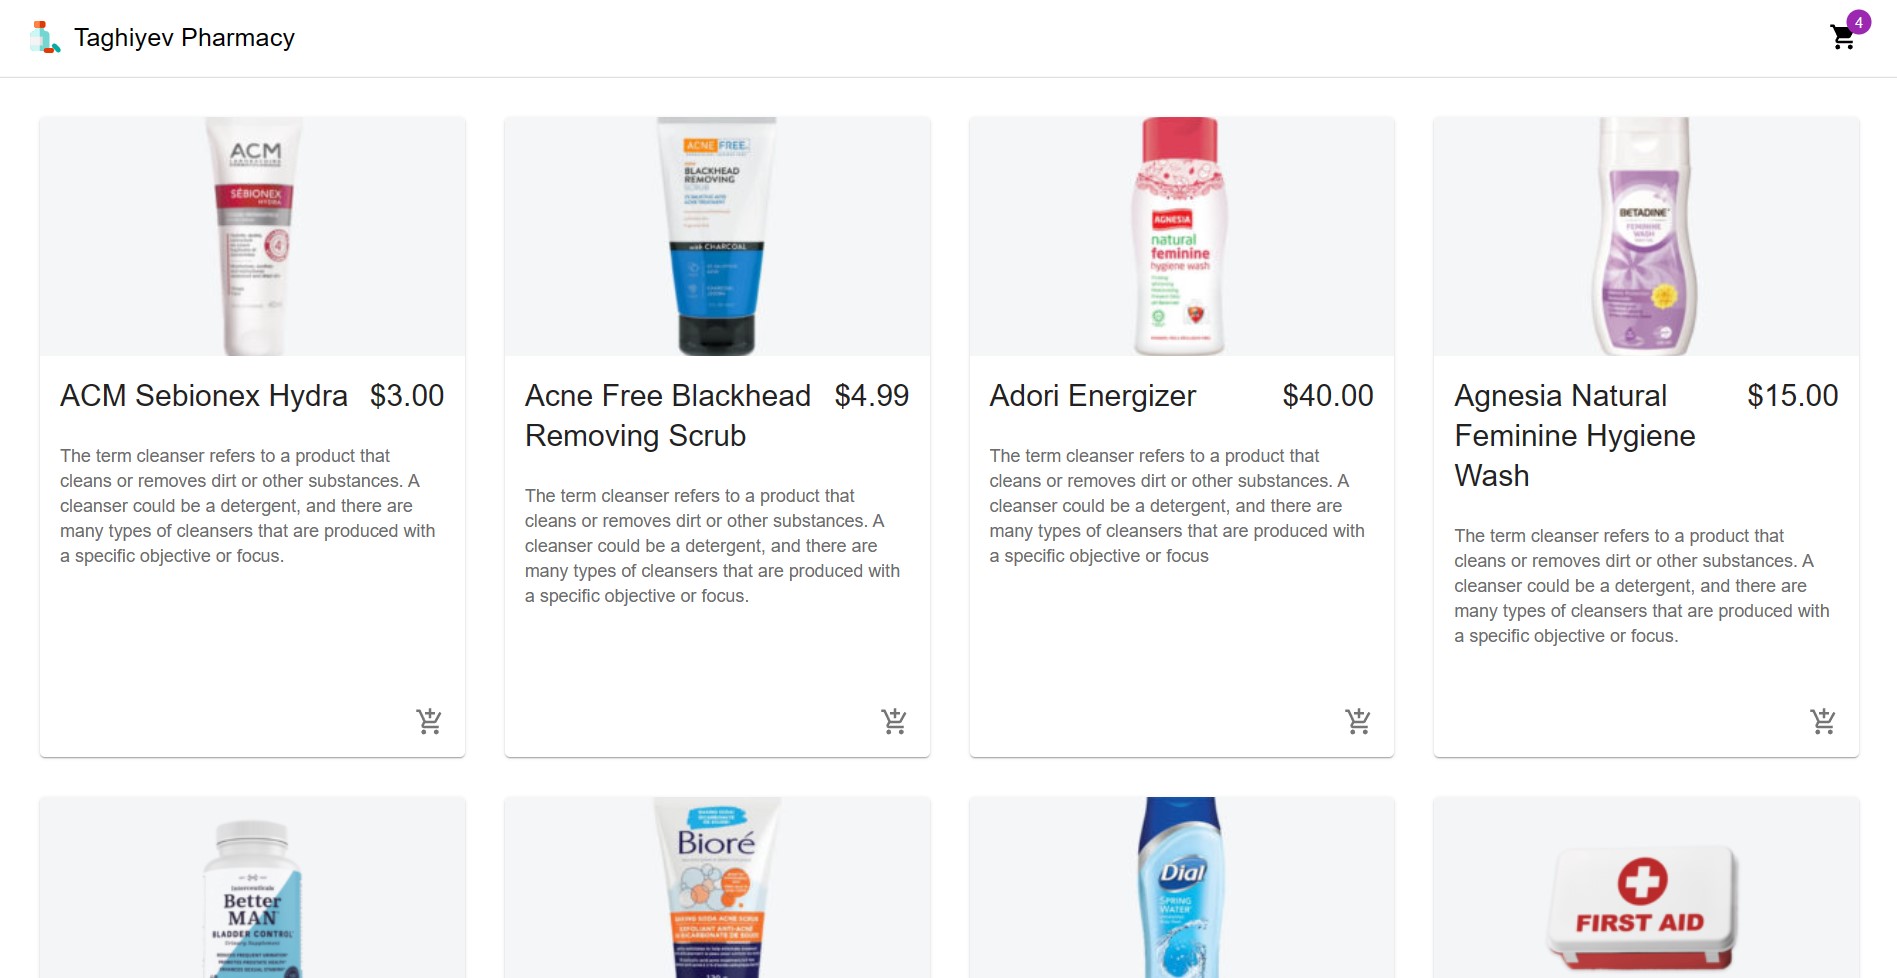 Taghiyev Pharmacy
4
ACM
SÉBIONEX
HYDRA
ACNE FREE
BLACKHEAD
REMOVING
SCRUB
with CHARCOAL
AGNESIA
natural
feminine
hygiene wash
BETADINE
FEMININE
WASH
ACM Sebionex Hydra $3.00
The term cleanser refers to a product that
cleans or removes dirt or other substances. A
cleanser could be a detergent, and there are
many types of cleansers that are produced with
a specific objective or focus.
Acne Free Blackhead $4.99
Removing Scrub
The term cleanser refers to a product that
cleans or removes dirt or other substances. A
cleanser could be a detergent, and there are
many types of cleansers that are produced with
a specific objective or focus.
Adori Energizer $40.00
The term cleanser refers to a product that
cleans or removes dirt or other substances. A
cleanser could be a detergent, and there are
many types of cleansers that are produced with
a specific objective or focus
Agnesia Natural $15.00
Feminine Hygiene
Wash
The term cleanser refers to a product that
cleans or removes dirt or other substances. A
cleanser could be a detergent, and there are
many types of cleansers that are produced with
a specific objective or focus.
Better
MAN
BLADDER CONTROL
Bioré
BAKING SODA ACNE SCRUB
Dial
SPRING
WATER
FIRST AID